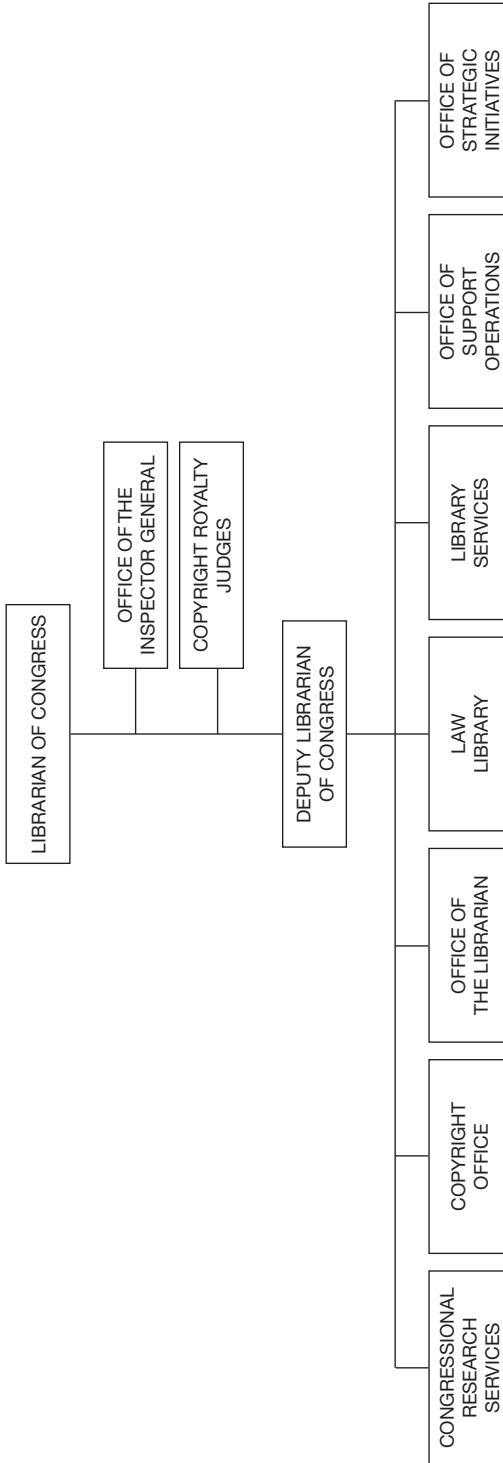 LIBRARIAN OF CONGRESS
OFFICE OF THE
INSPECTOR GENERAL
COPYRIGHT ROYALTY
JUDGES
DEPUTY LIBRARIAN
OF CONGRESS
CONGRESSIONAL
RESEARCH
SERVICES
COPYRIGHT
OFFICE
OFFICE OF
THE LIBRARIAN
LAW
LIBRARY
LIBRARY
SERVICES
OFFICE OF
SUPPORT
OPERATIONS
OFFICE OF
STRATEGIC
INITIATIVES